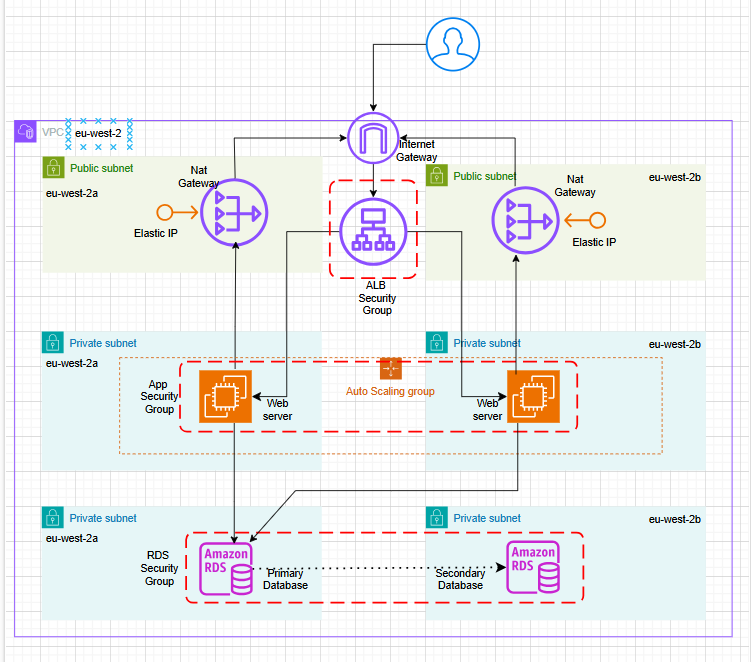 VPC
eu-west-2
Internet
Gateway
Public subnet
eu-west-2a
Nat
Gateway
Elastic IP
Public subnet
eu-west-2b
Nat
Gateway
Elastic IP
ALB
Security
Group
Private subnet
eu-west-2a
Private subnet
eu-west-2b
App
Security
Group
Web
server
Auto Scaling group
Web
server
Private subnet
eu-west-2a
Private subnet
eu-west-2b
RDS
Security
Group
Amazon
RDS
Primary
Database
Secondary
Database
Amazon
RDS